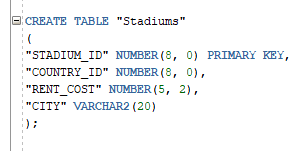 CREATE TABLE "Stadiums"
(
"STADIUM_ID" NUMBER(8, 0) PRIMARY KEY,
"COUNTRY_ID" NUMBER(8, 0),
"RENT_COST" NUMBER(5, 2),
"CITY" VARCHAR2(20)
);